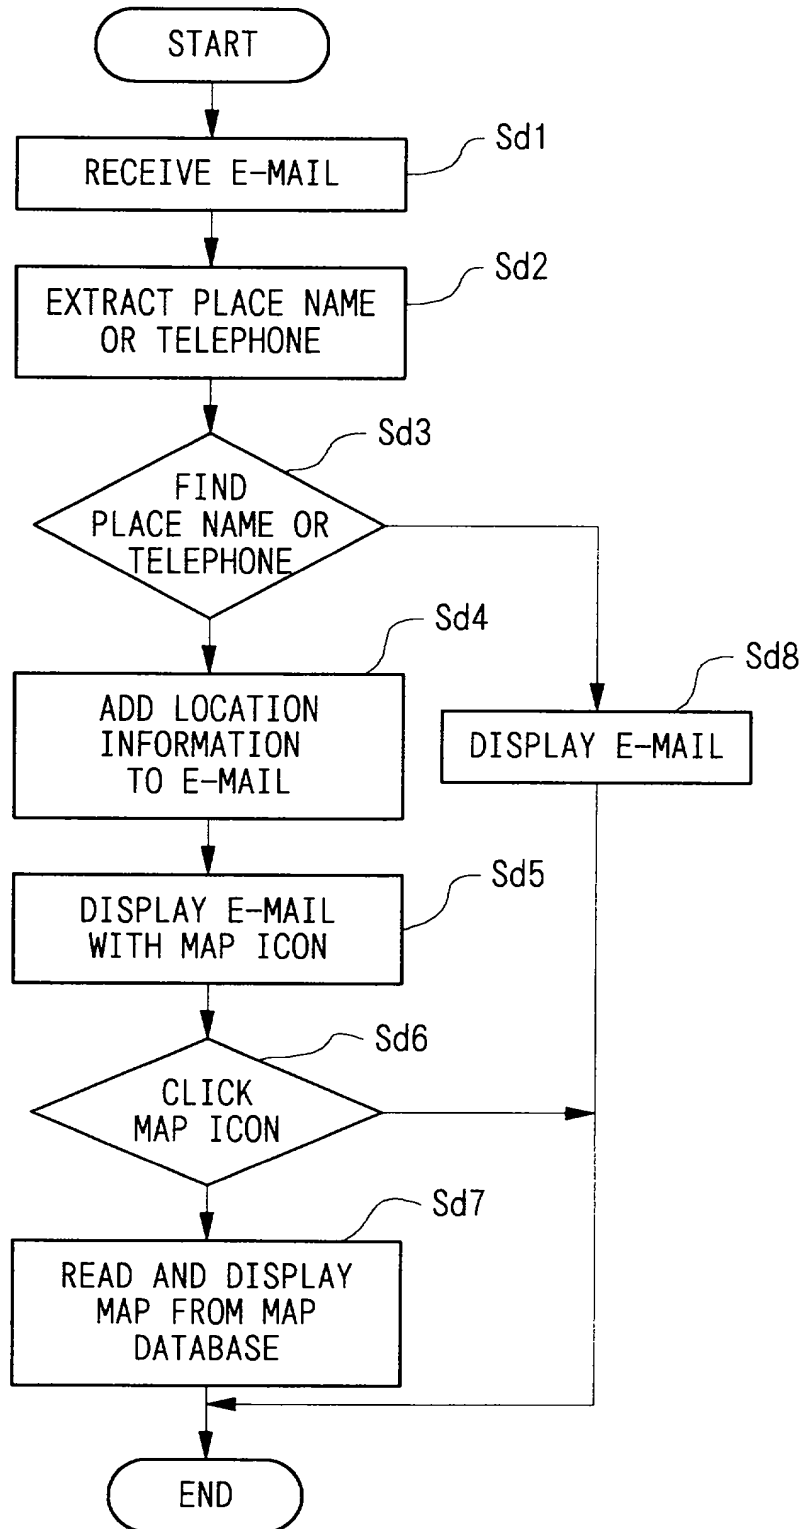 START
Sd1
RECEIVE E-MAIL
Sd2
EXTRACT PLACE NAME
OR TELEPHONE
Sd3
FIND
PLACE NAME OR
TELEPHONE
Sd4
ADD LOCATION
INFORMATION
TO E-MAIL
Sd8
DISPLAY E-MAIL
Sd5
DISPLAY E-MAIL
WITH MAP ICON
Sd6
CLICK
MAP ICON
Sd7
READ AND DISPLAY
MAP FROM MAP
DATABASE
END